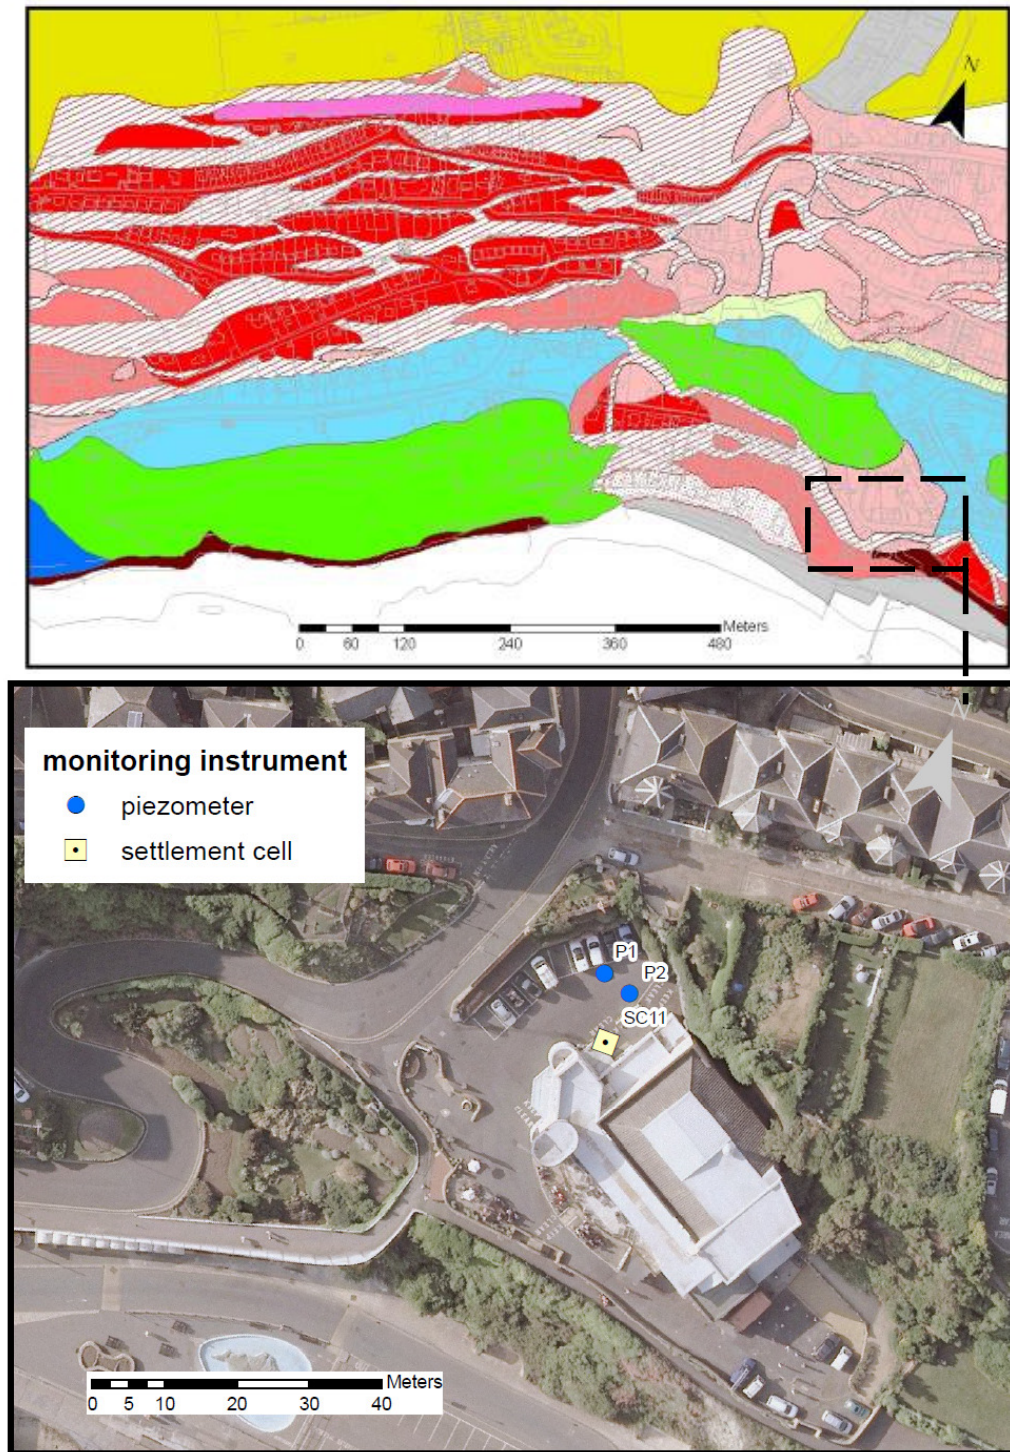 N
Meters
0 60 120 240 360 480
monitoring instrument
piezometer
settlement cell
P1
P2
SC11
Meters
0 5 10 20 30 40